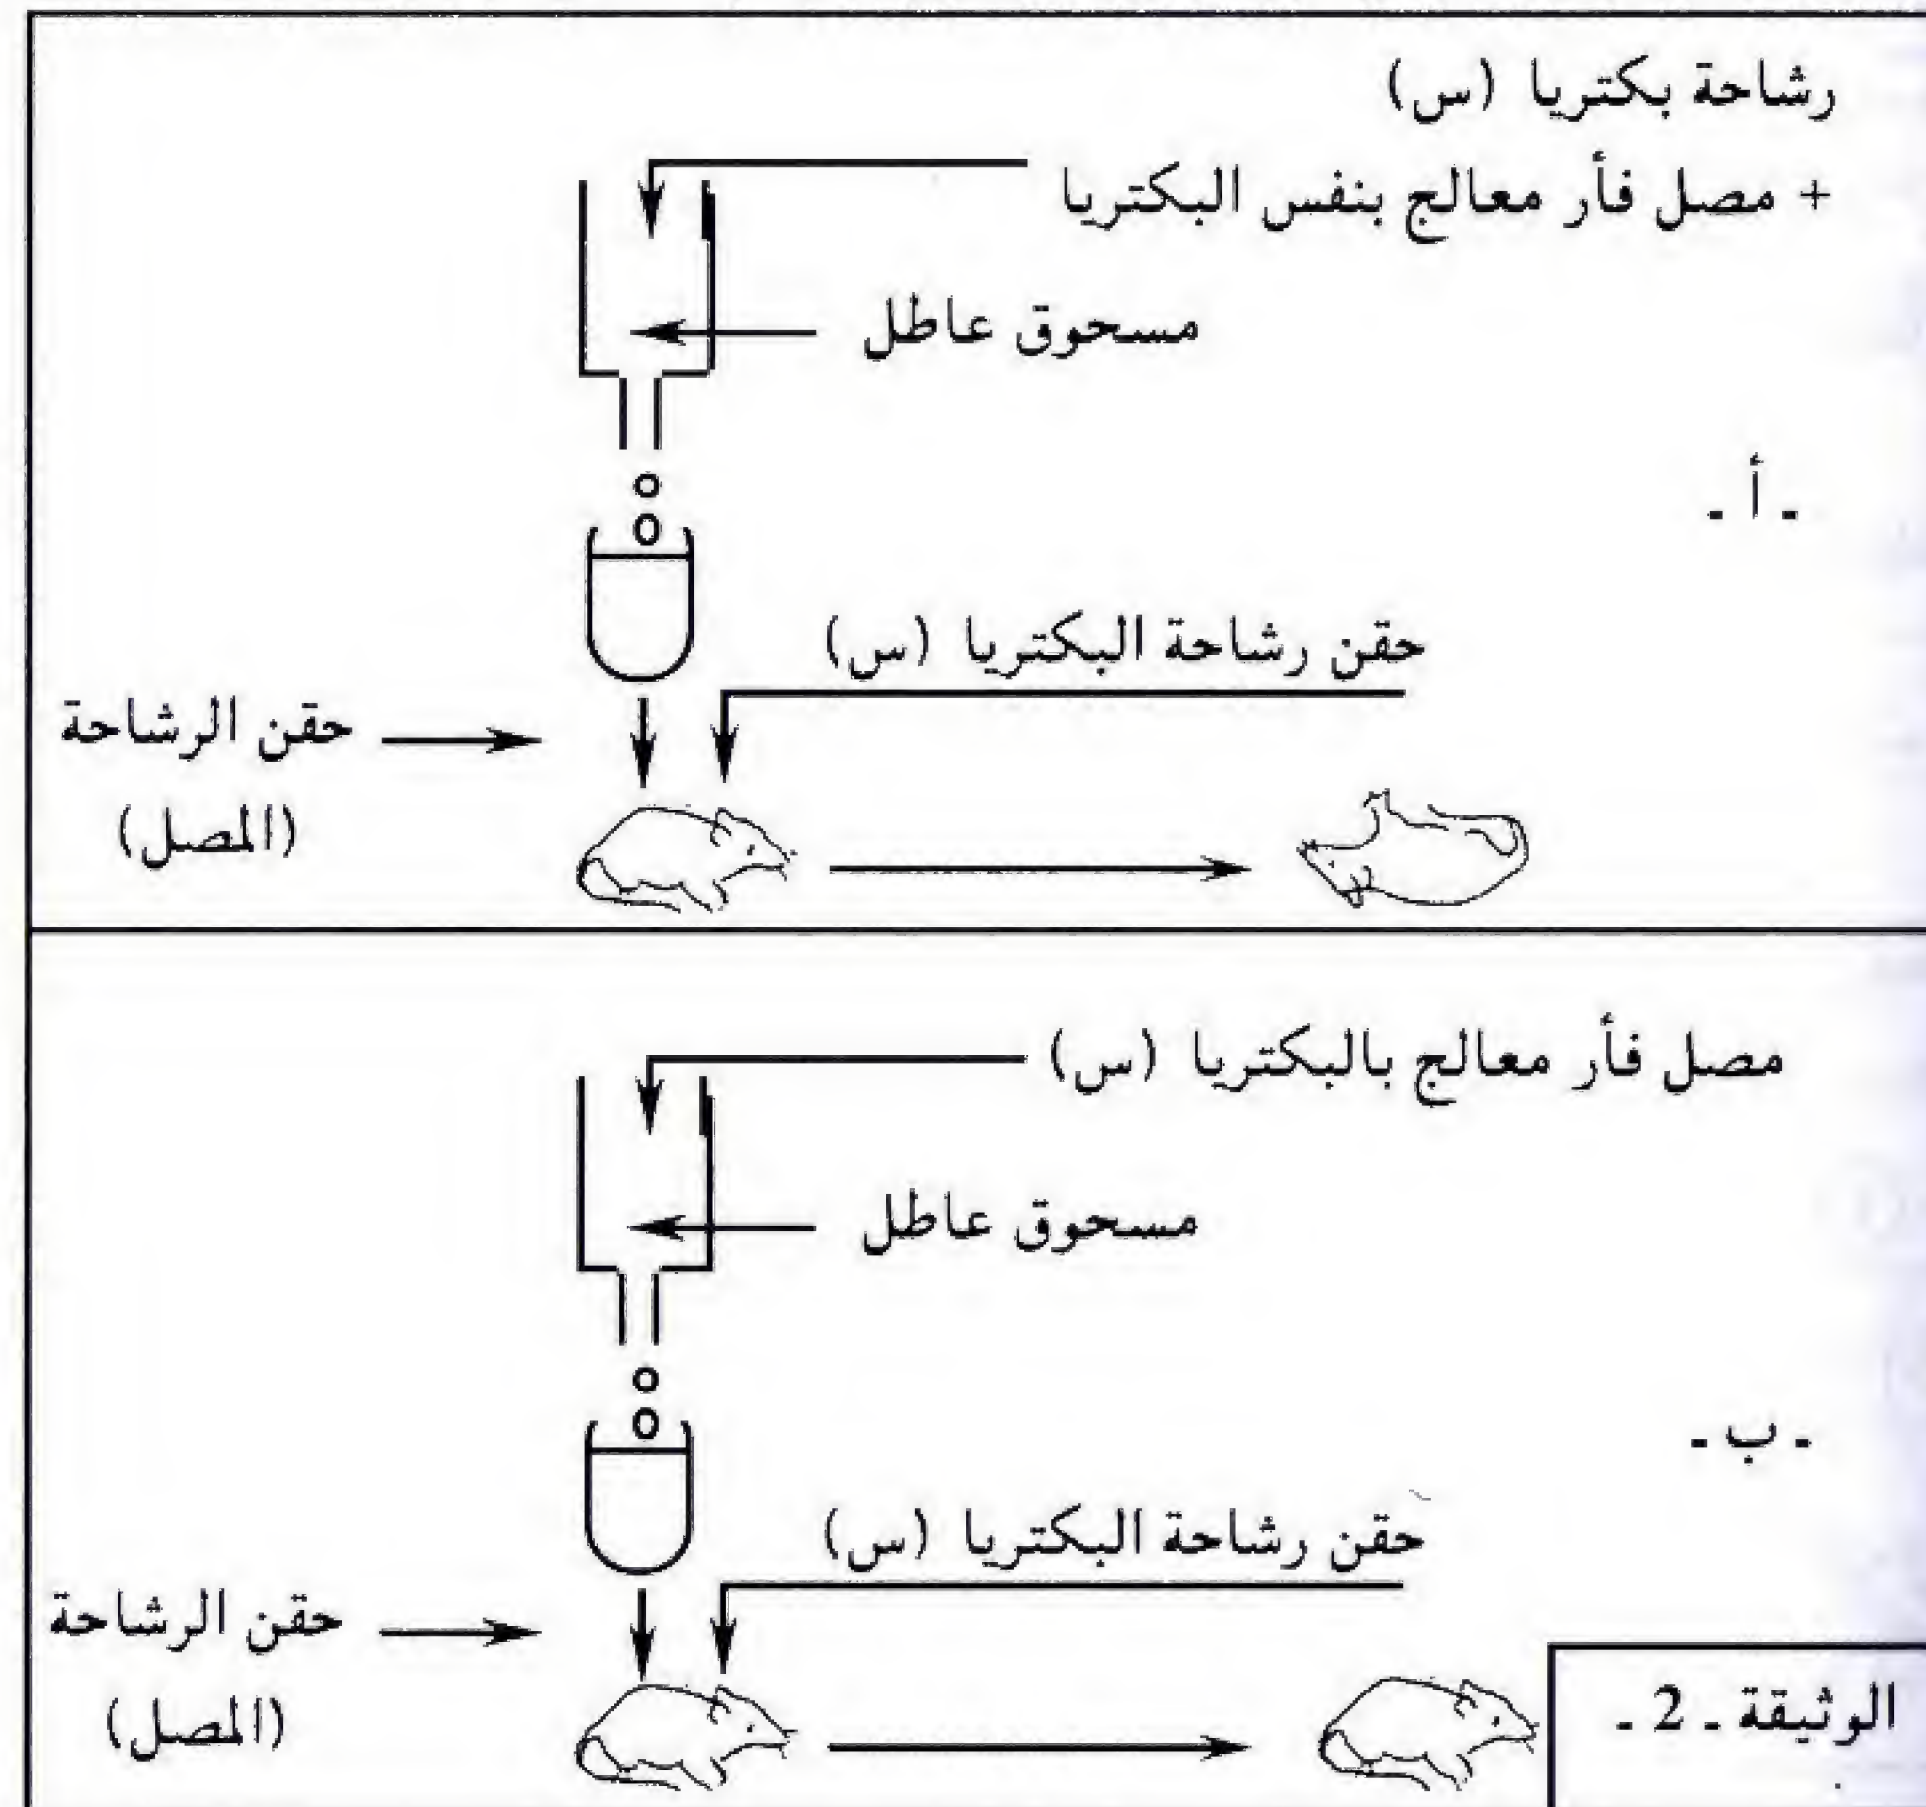 رشاحة بكتريا (س)
+ مصل فأر معالج بنفس البكتريا
مسحوق عاطل
- أ -
حقن رشاحة البكتريا (س)
حقن الرشاحة
(المصل)
مصل فأر معالج بالبكتريا (س)
مسحوق عاطل
- ب -
حقن رشاحة البكتريا (س)
حقن الرشاحة
(المصل)
الوثيقة - 2 -